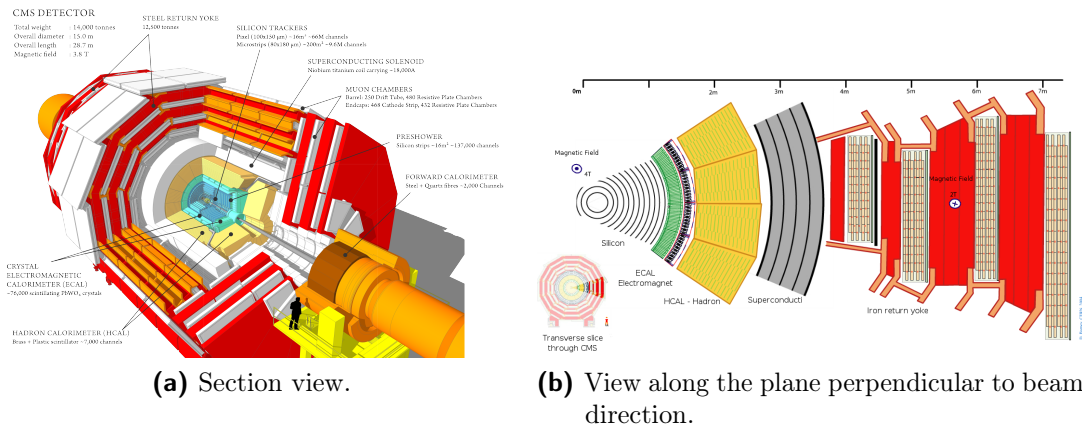 CMS DETECTOR
Total weight : 14,000 tonnes
Overall diameter : 15.0 m
Overall length : 28.7 m
Magnetic field : 3.8 T
STEEL RETURN YOKE
12,500 tonnes
SILICON TRACKERS
Pixel (100x150 μm) ~16m² ~66M channels
Microstrips (80x180 μm) ~200m² ~9.6M channels
SUPERCONDUCTING SOLENOID
Niobium titanium coil carrying ~18,000A
MUON CHAMBERS
Barrel: 250 Drift Tube, 480 Resistive Plate Chambers
Endcaps: 468 Cathode Strip, 432 Resistive Plate Chambers
PRESHOWER
Silicon strips ~16m² ~137,000 channels
FORWARD CALORIMETER
Steel + Quartz fibres ~2,000 Channels
CRYSTAL
ELECTROMAGNETIC
CALORIMETER (ECAL)
~76,000 scintillating PbWO₄ crystals
HADRON CALORIMETER (HCAL)
Brass + Plastic scintillator ~7,000 channels
(a) Section view.
0m 2m 4m 5m 6m 7m
Magnetic Field
4T
Silicon
ECAL
Electromagnet
HCAL - Hadron
Superconducti
Magnetic Field
2T
Iron return yoke
Transverse slice
through CMS
(b) View along the plane perpendicular to beam
direction.